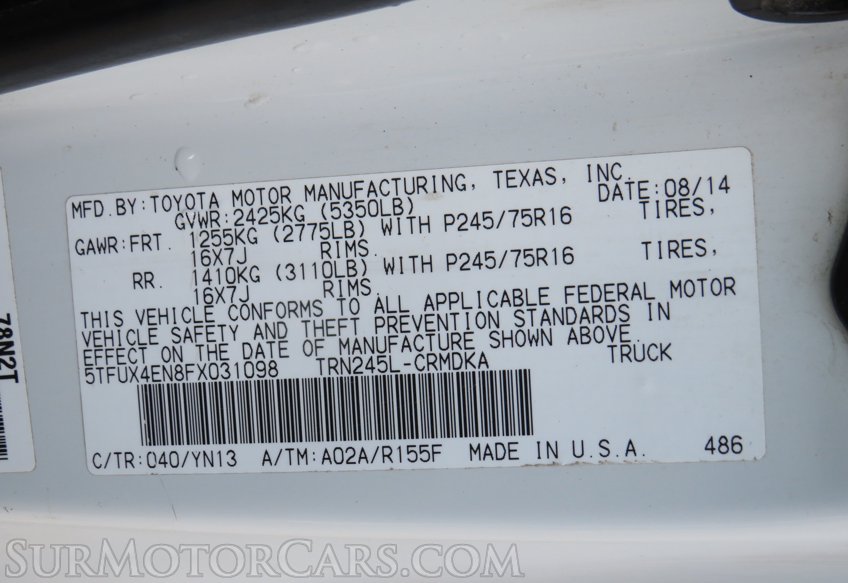 MFD.BY:TOYOTA MOTOR MANUFACTURING, TEXAS, INC.
GVWR:2425KG (5350LB) DATE:08/14
GAWR:FRT. 1255KG (2775LB) WITH P245/75R16 TIRES,
16X7J RIMS.
RR. 1410KG (3110LB) WITH P245/75R16 TIRES,
16X7J RIMS.
THIS VEHICLE CONFORMS TO ALL APPLICABLE FEDERAL MOTOR
VEHICLE SAFETY AND THEFT PREVENTION STANDARDS IN
EFFECT ON THE DATE OF MANUFACTURE SHOWN ABOVE.
5TFUX4EN8FX031098 TRN245L-CRMDKA TRUCK
C/TR:040/YN13 A/TM:A02A/R155F MADE IN U.S.A. 486
78N2T
SURMOTORCARS.COM